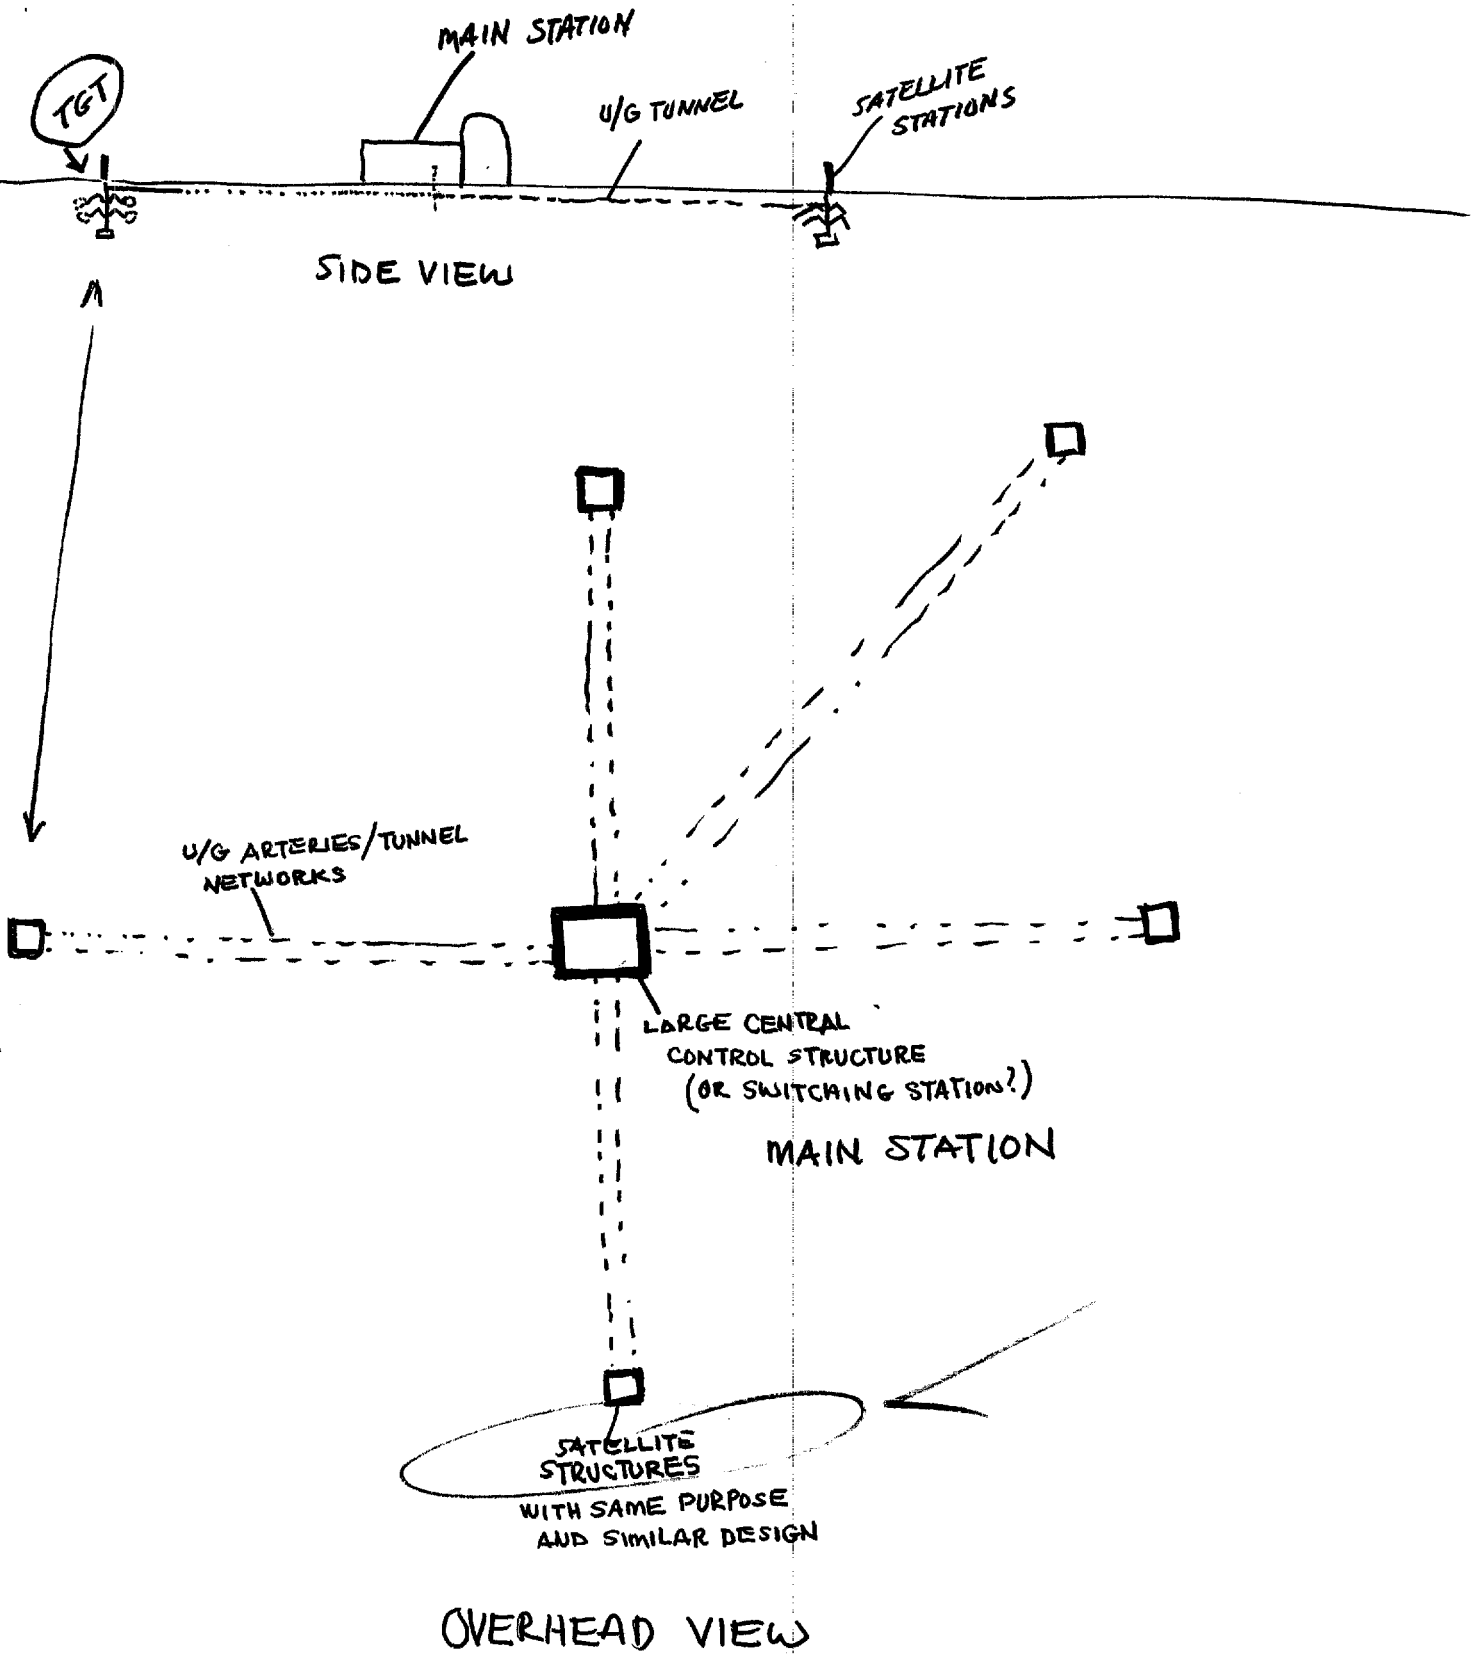 MAIN STATION
TGT
U/G TUNNEL
SATELLITE
STATIONS
SIDE VIEW
U/G ARTERIES/TUNNEL
NETWORKS
LARGE CENTRAL
CONTROL STRUCTURE
(OR SWITCHING STATION?)
MAIN STATION
SATELLITE
STRUCTURES
WITH SAME PURPOSE
AND SIMILAR DESIGN
OVERHEAD VIEW